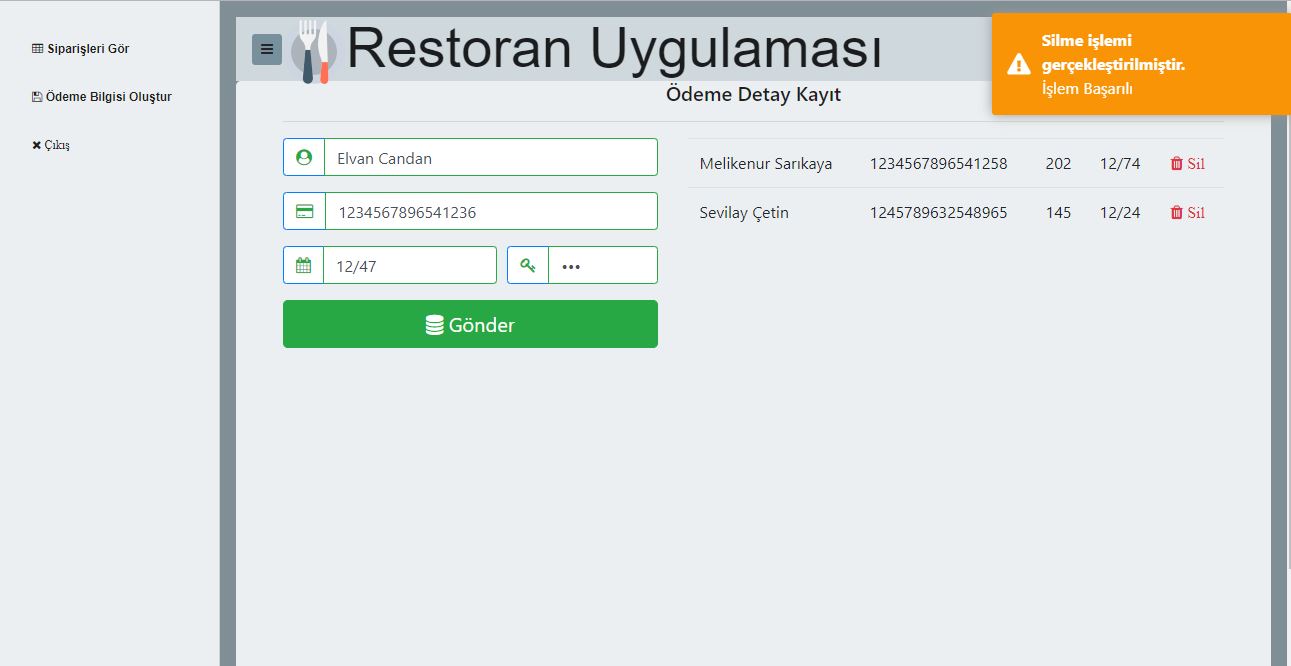 Siparişleri Gör
Ödeme Bilgisi Oluştur
Çıkış
Restoran Uygulaması
Silme işlemi
gerçekleştirilmiştir.
İşlem Başarılı
Ödeme Detay Kayıt
Elvan Candan
1234567896541236
12/47
•••
Gönder
Melikenur Sarıkaya 1234567896541258 202 12/74 Sil
Sevilay Çetin 1245789632548965 145 12/24 Sil